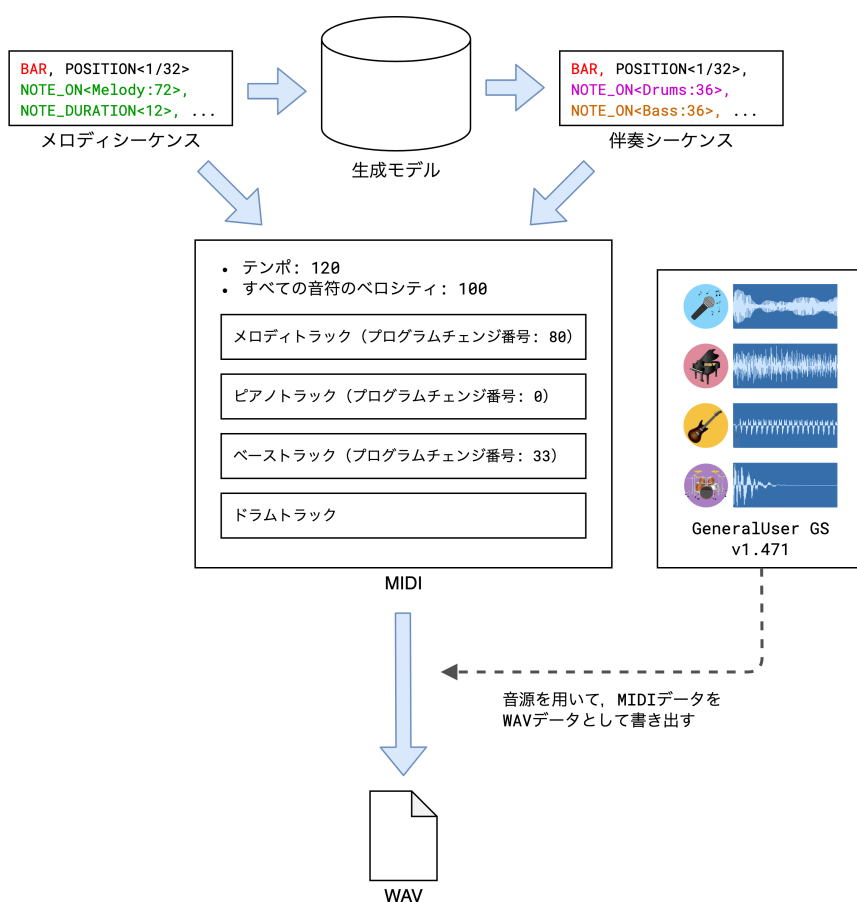 BAR, POSITION<1/32>
NOTE_ON<Melody:72>,
NOTE_DURATION<12>, ...
メロディシーケンス
生成モデル
BAR, POSITION<1/32>,
NOTE_ON<Drums:36>,
NOTE_ON<Bass:36>, ...
伴奏シーケンス
• テンポ: 120
• すべての音符のベロシティ: 100
メロディトラック（プログラムチェンジ番号: 80）
ピアノトラック（プログラムチェンジ番号: 0）
ベーストラック（プログラムチェンジ番号: 33）
ドラムトラック
MIDI
GeneralUser GS
v1.471
音源を用いて，MIDIデータを
WAVデータとして書き出す
WAV